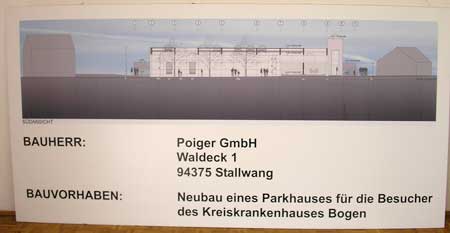 SÜDANSICHT
BAUHERR: Poiger GmbH
Waldeck 1
94375 Stallwang
BAUVORHABEN: Neubau eines Parkhauses für die Besucher
des Kreiskrankenhauses Bogen